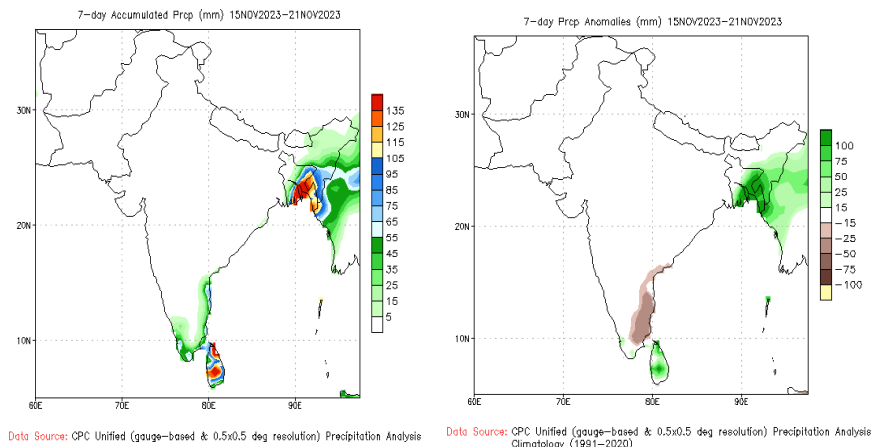 7-day Accumulated Prcp (mm) 15NOV2023-21NOV2023
30N
20N
10N
60E 70E 80E 90E
135
125
115
105
95
85
75
65
55
45
35
25
15
5
Data Source: CPC Unified (gauge-based & 0.5x0.5 deg resolution) Precipitation Analysis
7-day Prcp Anomalies (mm) 15NOV2023-21NOV2023
30N
20N
10N
60E 70E 80E 90E
100
75
50
25
15
-15
-25
-50
-75
-100
Data Source: CPC Unified (gauge-based & 0.5x0.5 deg resolution) Precipitation Analysis
Climatology (1991-2020)